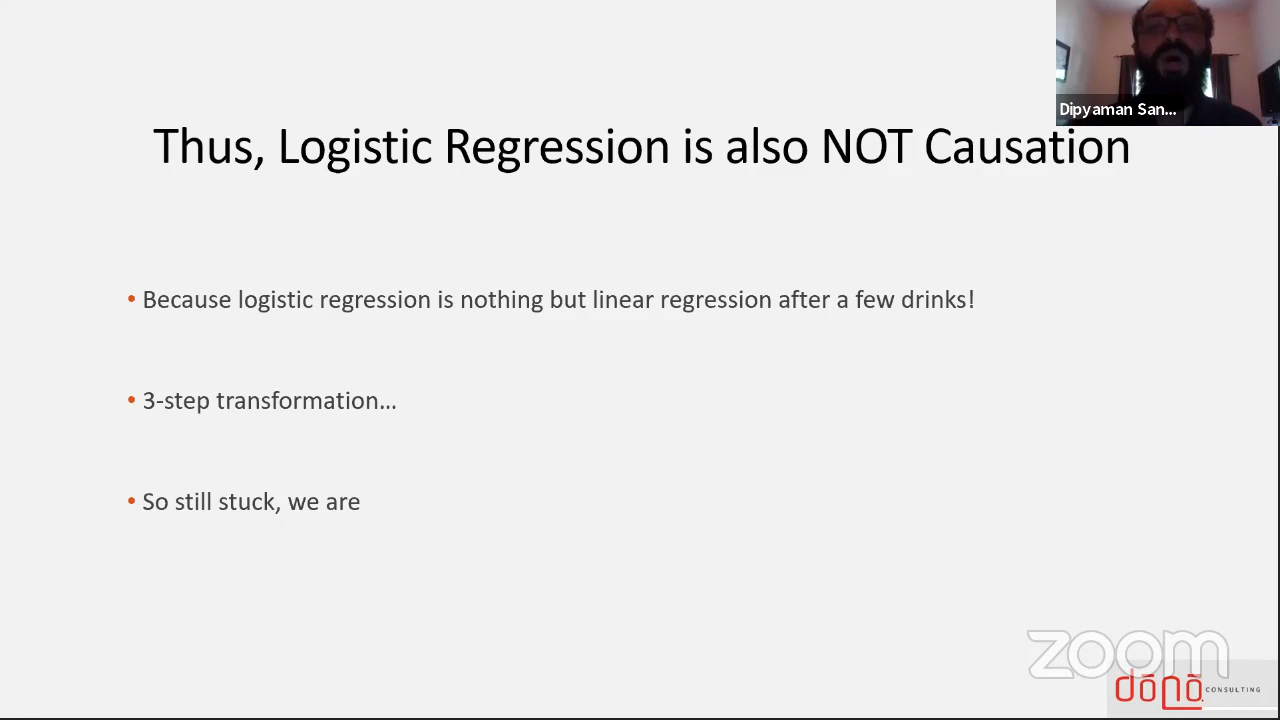 Dipyaman San...
Thus, Logistic Regression is also NOT Causation
• Because logistic regression is nothing but linear regression after a few drinks!
• 3-step transformation...
• So still stuck, we are
zoom
dōnō CONSULTING